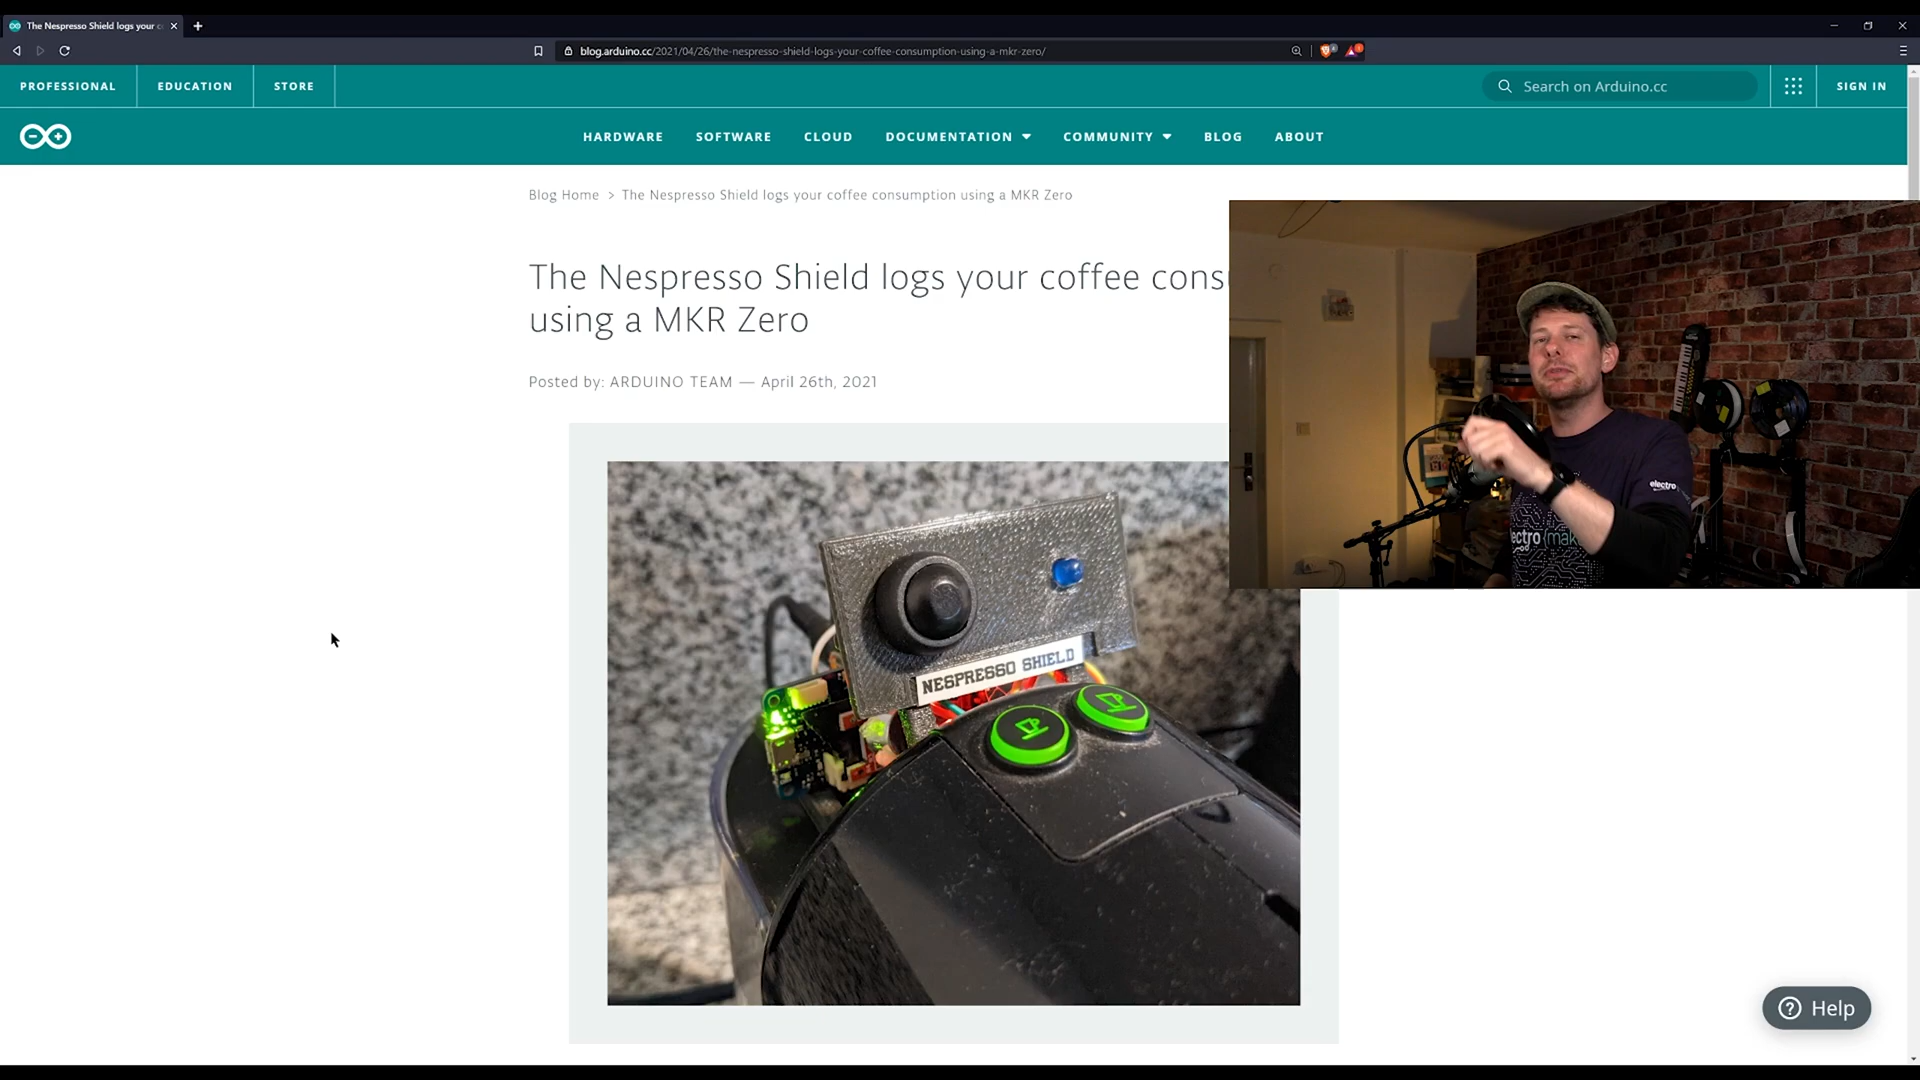 The Nespresso Shield logs your c
blog.arduino.cc/2021/04/26/the-nespresso-shield-logs-your-coffee-consumption-using-a-mkr-zero/
PROFESSIONAL
EDUCATION
STORE
Search on Arduino.cc
SIGN IN
HARDWARE
SOFTWARE
CLOUD
DOCUMENTATION
COMMUNITY
BLOG
ABOUT
Blog Home > The Nespresso Shield logs your coffee consumption using a MKR Zero
The Nespresso Shield logs your coffee cons
using a MKR Zero
Posted by: ARDUINO TEAM — April 26th, 2021
NESPRESSO SHIELD
electro
ectro{mak
Help